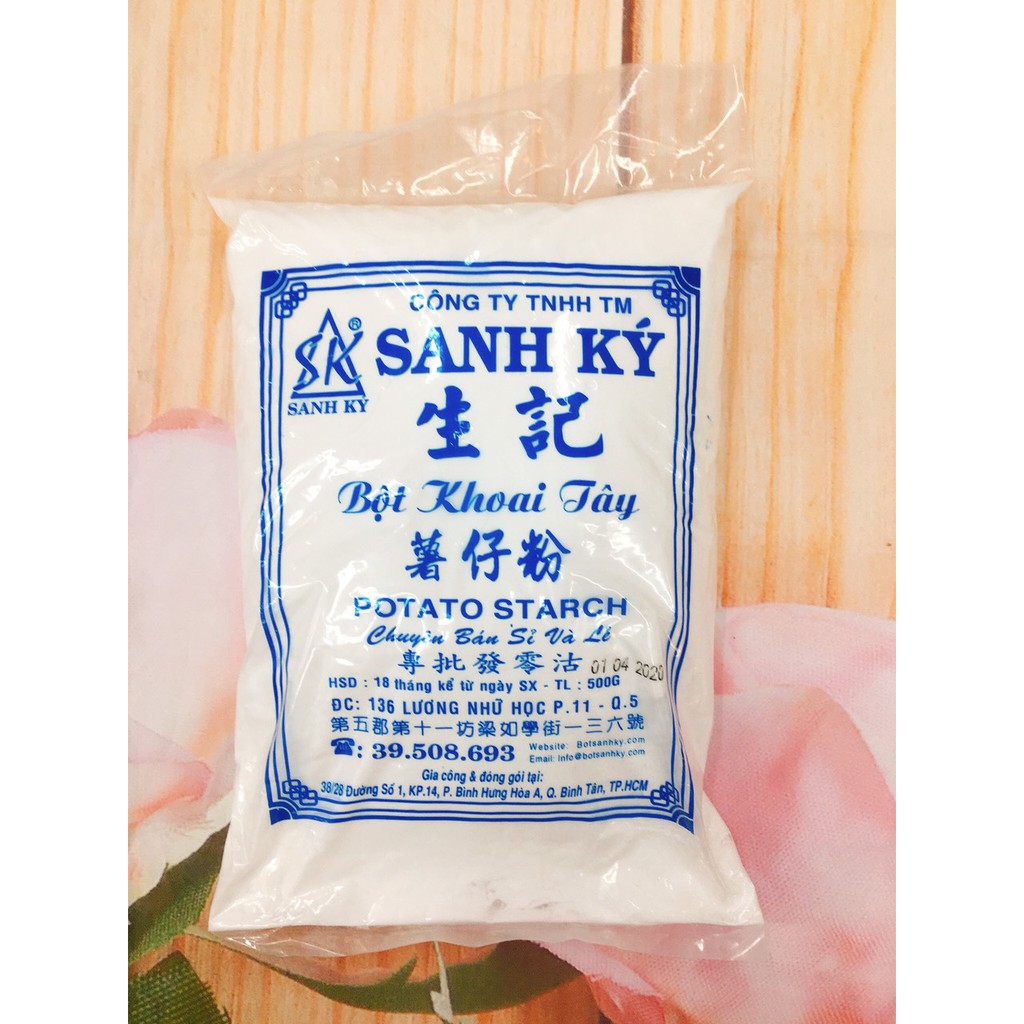 CÔNG TY TNHH TM
SK®
SANH KÝ
SANH KÝ
生記
Bột Khoai Tây
薯仔粉
POTATO STARCH
Chuyên Bán Sỉ Và Lẻ
專批發零沽
01 04 2020
HSD : 18 tháng kể từ ngày SX - TL : 500G
ĐC: 136 LƯƠNG NHỮ HỌC P.11 - Q.5
第五郡第十一坊梁如學街一三六號
☎: 39.508.693
Website: Botsanhky.com
Email: Info@botsanhky.com
Gia công & đóng gói tại:
38/28 Đường Số 1, KP.14, P. Bình Hưng Hòa A, Q. Bình Tân, TP.HCM